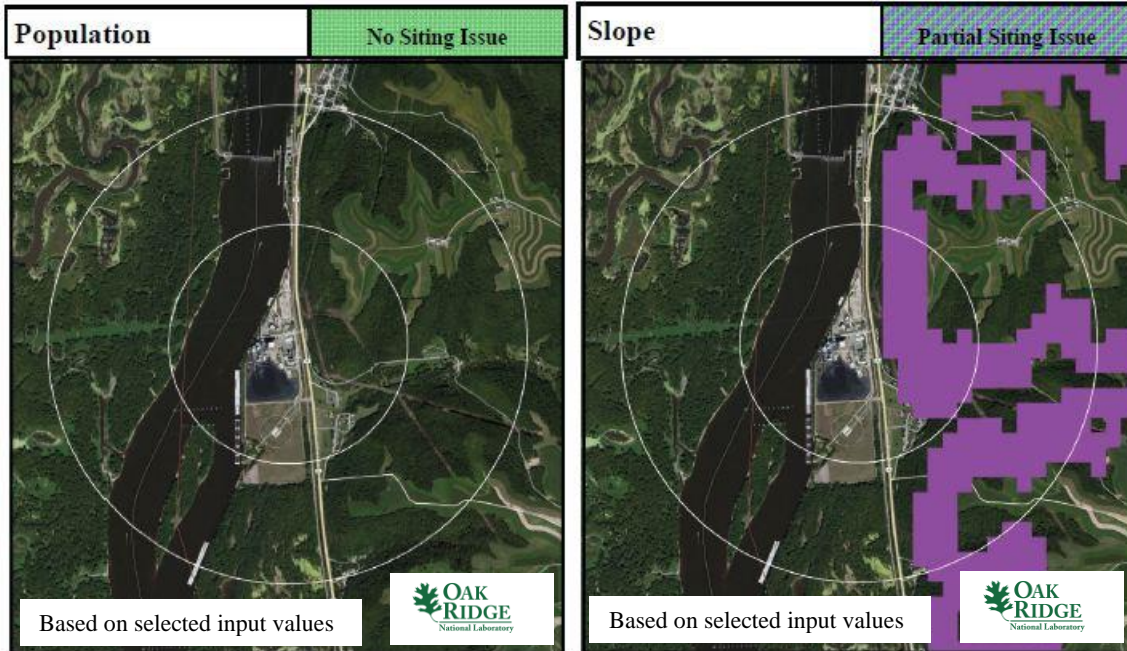 Population
No Siting Issue
Based on selected input values
OAK
RIDGE
National Laboratory
Slope
Partial Siting Issue
Based on selected input values
OAK
RIDGE
National Laboratory